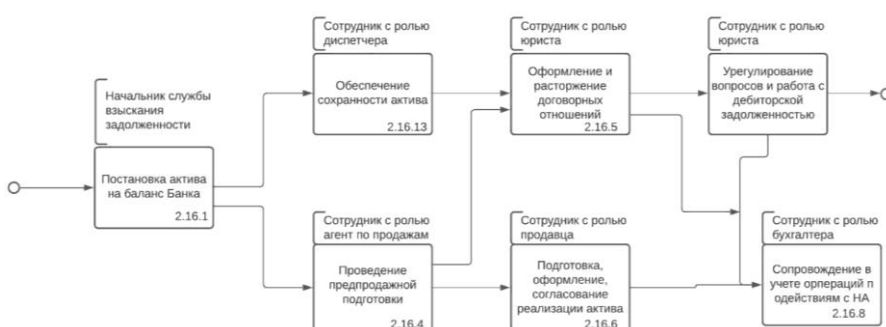 Сотрудник с ролью
диспетчера
Сотрудник с ролью
юриста
Сотрудник с ролью
юриста
Обеспечение
сохранности актива
2.16.13
Оформление и
расторжение
договорных
отношений
2.16.5
Урегулирование
вопросов и работа с
дебиторской
задолженностью
Начальник службы
взыскания
задолженности
Постановка актива
на баланс Банка
2.16.1
Сотрудник с ролью
агент по продажам
Сотрудник с ролью
продавца
Сотрудник с ролью
бухгалтера
Проведение
предпродажной
подготовки
2.16.4
Подготовка,
оформление,
согласование
реализации актива
2.16.6
Сопровождение в
учете орпераций п
одействиям с НА
2.16.8